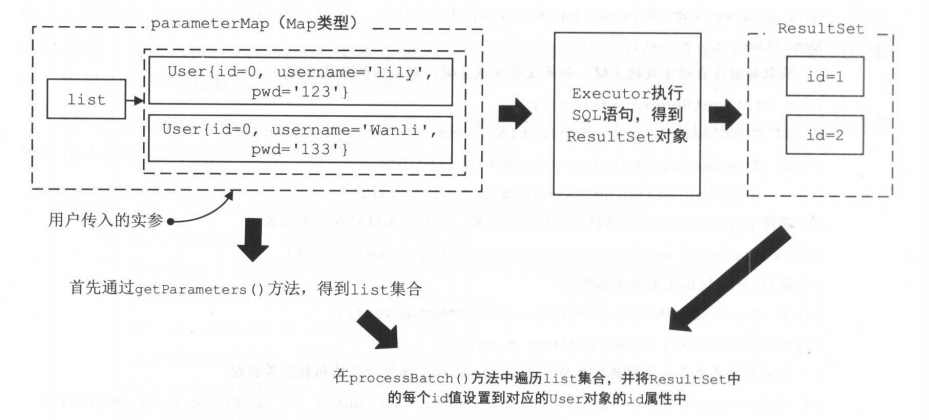 parameterMap（Map类型）
list
User{id=0, username='lily',
pwd='123'}
User{id=0, username='Wanli',
pwd='133'}
Executor执行
SQL语句，得到
ResultSet对象
ResultSet
id=1
id=2
用户传入的实参
首先通过getParameters()方法，得到list集合
在processBatch()方法中遍历list集合，并将ResultSet中
的每个id值设置到对应的User对象的id属性中